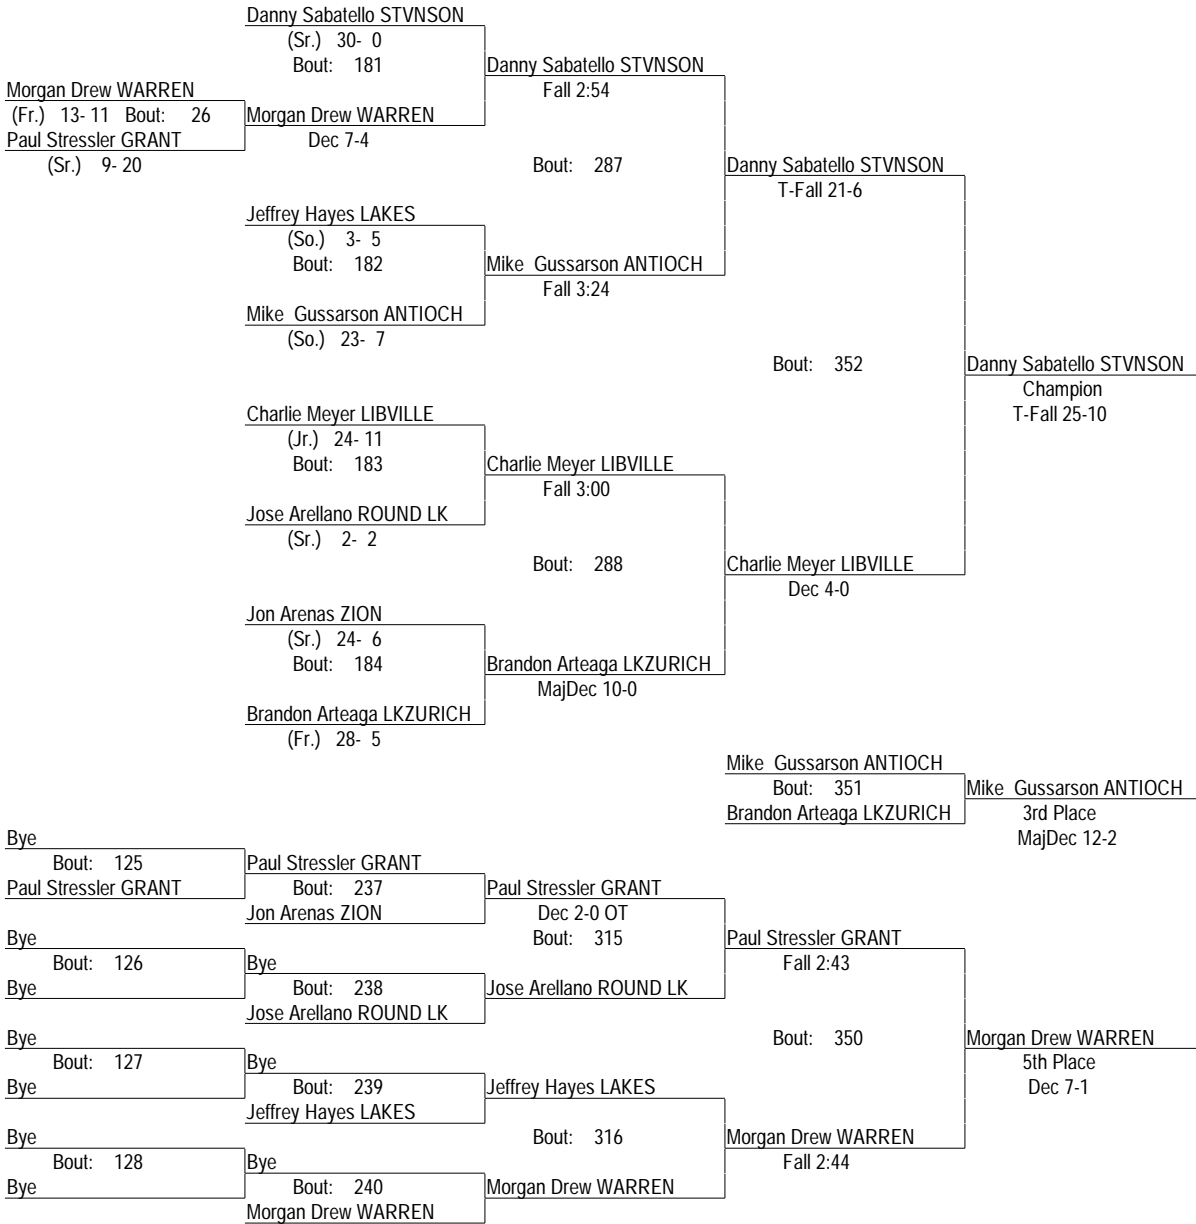 Danny Sabatello STVNSON
(Sr.) 30- 0
Bout: 181 Danny Sabatello STVNSON
Morgan Drew WARREN Fall 2:54
(Fr.) 13- 11 Bout: 26 Morgan Drew WARREN
Paul Stressler GRANT Dec 7-4
(Sr.) 9- 20 Bout: 287 Danny Sabatello STVNSON
T-Fall 21-6
Jeffrey Hayes LAKES
(So.) 3- 5
Bout: 182 Mike Gussarson ANTIOCH
Fall 3:24
Mike Gussarson ANTIOCH
(So.) 23- 7
Bout: 352 Danny Sabatello STVNSON
Champion
Charlie Meyer LIBVILLE T-Fall 25-10
(Jr.) 24- 11
Bout: 183 Charlie Meyer LIBVILLE
Fall 3:00
Jose Arellano ROUND LK
(Sr.) 2- 2
Bout: 288 Charlie Meyer LIBVILLE
Dec 4-0
Jon Arenas ZION
(Sr.) 24- 6
Bout: 184 Brandon Arteaga LKZURICH
MajDec 10-0
Brandon Arteaga LKZURICH
(Fr.) 28- 5
Mike Gussarson ANTIOCH
Bout: 351 Mike Gussarson ANTIOCH
Brandon Arteaga LKZURICH 3rd Place
Bye MajDec 12-2
Bout: 125 Paul Stressler GRANT
Paul Stressler GRANT Bout: 237 Paul Stressler GRANT
Jon Arenas ZION Dec 2-0 OT
Bye Bout: 315 Paul Stressler GRANT
Bout: 126 Bye Fall 2:43
Bye Bout: 238 Jose Arellano ROUND LK
Jose Arellano ROUND LK
Bye Bout: 350 Morgan Drew WARREN
Bout: 127 Bye 5th Place
Bye Bout: 239 Jeffrey Hayes LAKES Dec 7-1
Jeffrey Hayes LAKES
Bye Bout: 316 Morgan Drew WARREN
Bout: 128 Bye Fall 2:44
Bye Bout: 240 Morgan Drew WARREN
Morgan Drew WARREN